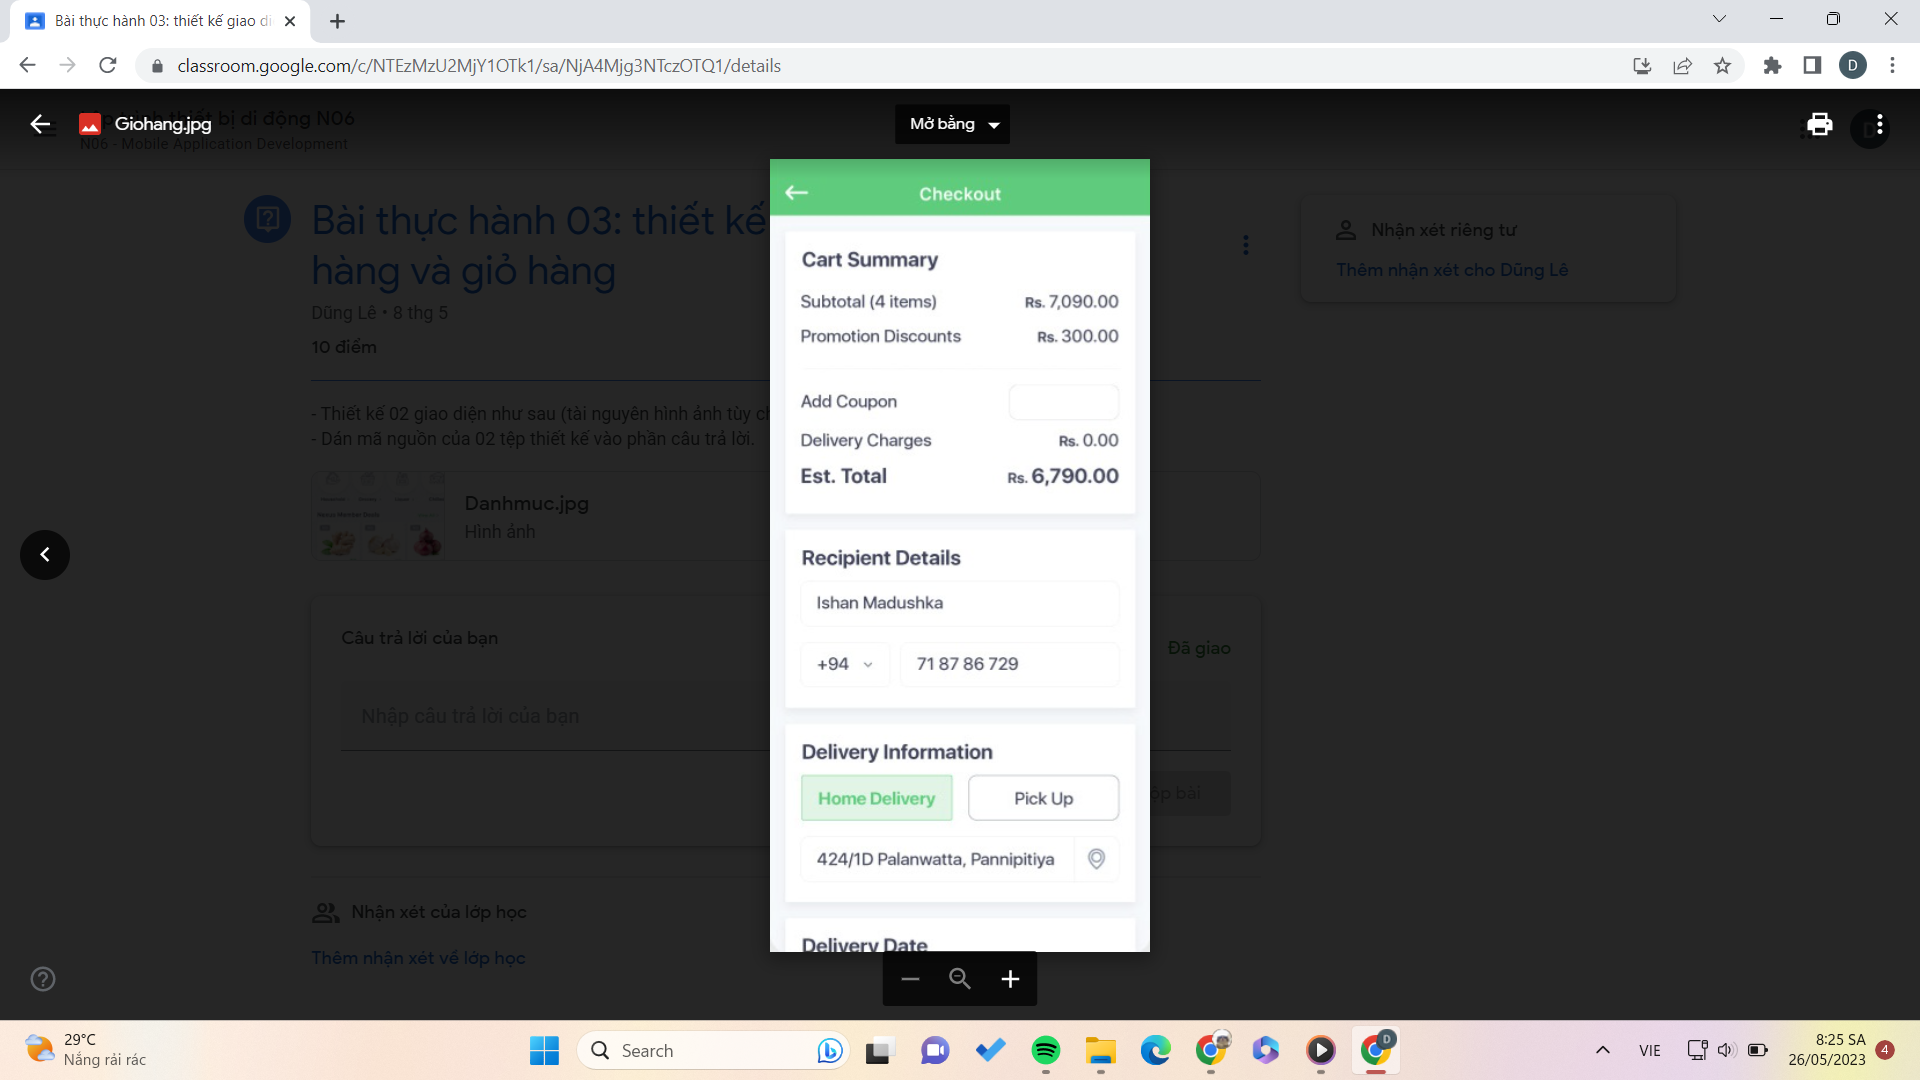 Bài thực hành 03: thiết kế giao di
classroom.google.com/c/NTEzMzU2MjY1OTk1/sa/NjA4Mjg3NTczOTQ1/details
D
thiết bị di động N06
Giohang.jpg
N06 - Mobile Application Development
Mở bằng
Bài thực hành 03: thiết kế
hàng và giỏ hàng
Dũng Lê • 8 thg 5
10 điểm
- Thiết kế 02 giao diện như sau (tài nguyên hình ảnh tùy ch
- Dán mã nguồn của 02 tệp thiết kế vào phần câu trả lời.
Danhmuc.jpg
Hình ảnh
Câu trả lời của bạn
Đã giao
Nhập câu trả lời của bạn
ộp bài
Nhận xét của lớp học
Thêm nhận xét về lớp học
Nhận xét riêng tư
Thêm nhận xét cho Dũng Lê
Checkout
Cart Summary
Subtotal (4 items) Rs. 7,090.00
Promotion Discounts Rs. 300.00
Add Coupon
Delivery Charges Rs. 0.00
Est. Total Rs. 6,790.00
Recipient Details
Ishan Madushka
+94 71 87 86 729
Delivery Information
Home Delivery Pick Up
424/1D Palanwatta, Pannipitiya
Delivery Date
29°C
Nắng rải rác
Search
D
VIE
8:25 SA
26/05/2023
4